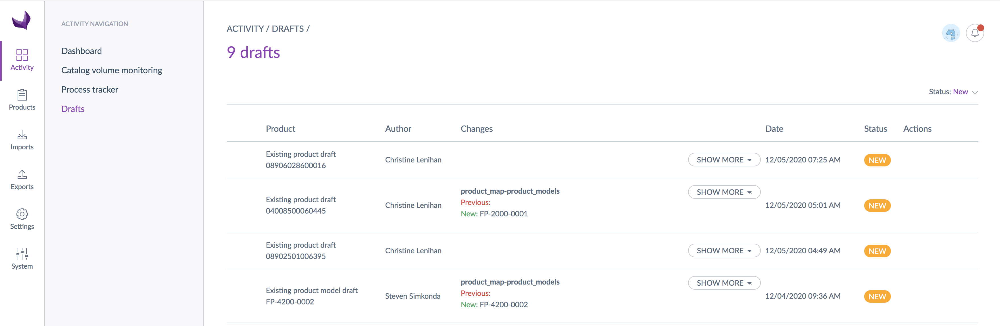 Activity
Products
Imports
Exports
Settings
System
ACTIVITY NAVIGATION
Dashboard
Catalog volume monitoring
Process tracker
Drafts
ACTIVITY / DRAFTS /
9 drafts
Status: New
Product Author Changes Date Status Actions
Existing product draft
08906028600016
Christine Lenihan
SHOW MORE
12/05/2020 07:25 AM
NEW
Existing product draft
04008500060445
Christine Lenihan
product_map-product_models
Previous:
New: FP-2000-0001
SHOW MORE
12/05/2020 05:01 AM
NEW
Existing product draft
08902501006395
Christine Lenihan
SHOW MORE
12/05/2020 04:49 AM
NEW
Existing product model draft
FP-4200-0002
Steven Simkonda
product_map-product_models
Previous:
New: FP-4200-0002
SHOW MORE
12/04/2020 09:36 AM
NEW